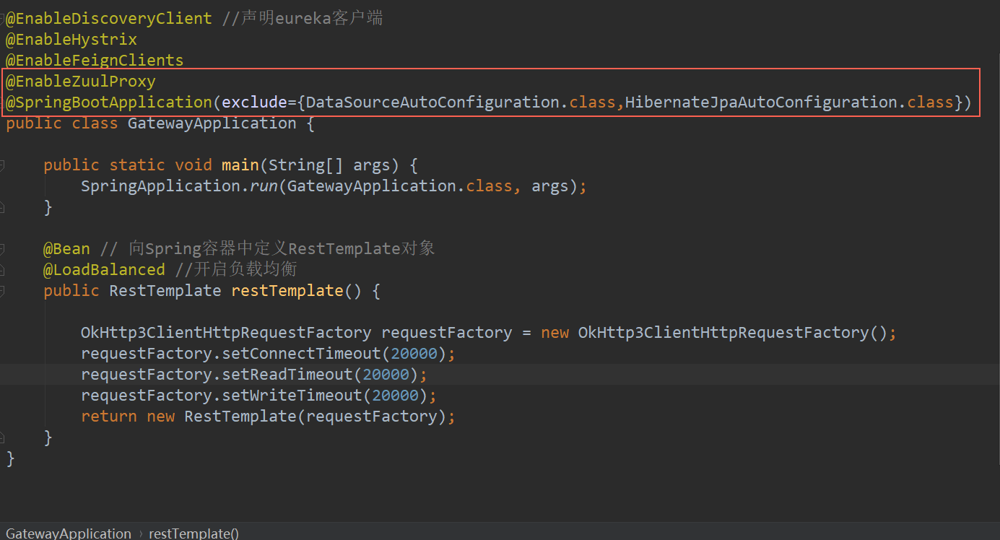 @EnableDiscoveryClient //声明eureka客户端
@EnableHystrix
@EnableFeignClients
@EnableZuulProxy
@SpringBootApplication(exclude={DataSourceAutoConfiguration.class,HibernateJpaAutoConfiguration.class})
public class GatewayApplication {
public static void main(String[] args) {
SpringApplication.run(GatewayApplication.class, args);
}
@Bean // 向Spring容器中定义RestTemplate对象
@LoadBalanced //开启负载均衡
public RestTemplate restTemplate() {
OkHttp3ClientHttpRequestFactory requestFactory = new OkHttp3ClientHttpRequestFactory();
requestFactory.setConnectTimeout(20000);
requestFactory.setReadTimeout(20000);
requestFactory.setWriteTimeout(20000);
return new RestTemplate(requestFactory);
}
}
GatewayApplication › restTemplate()